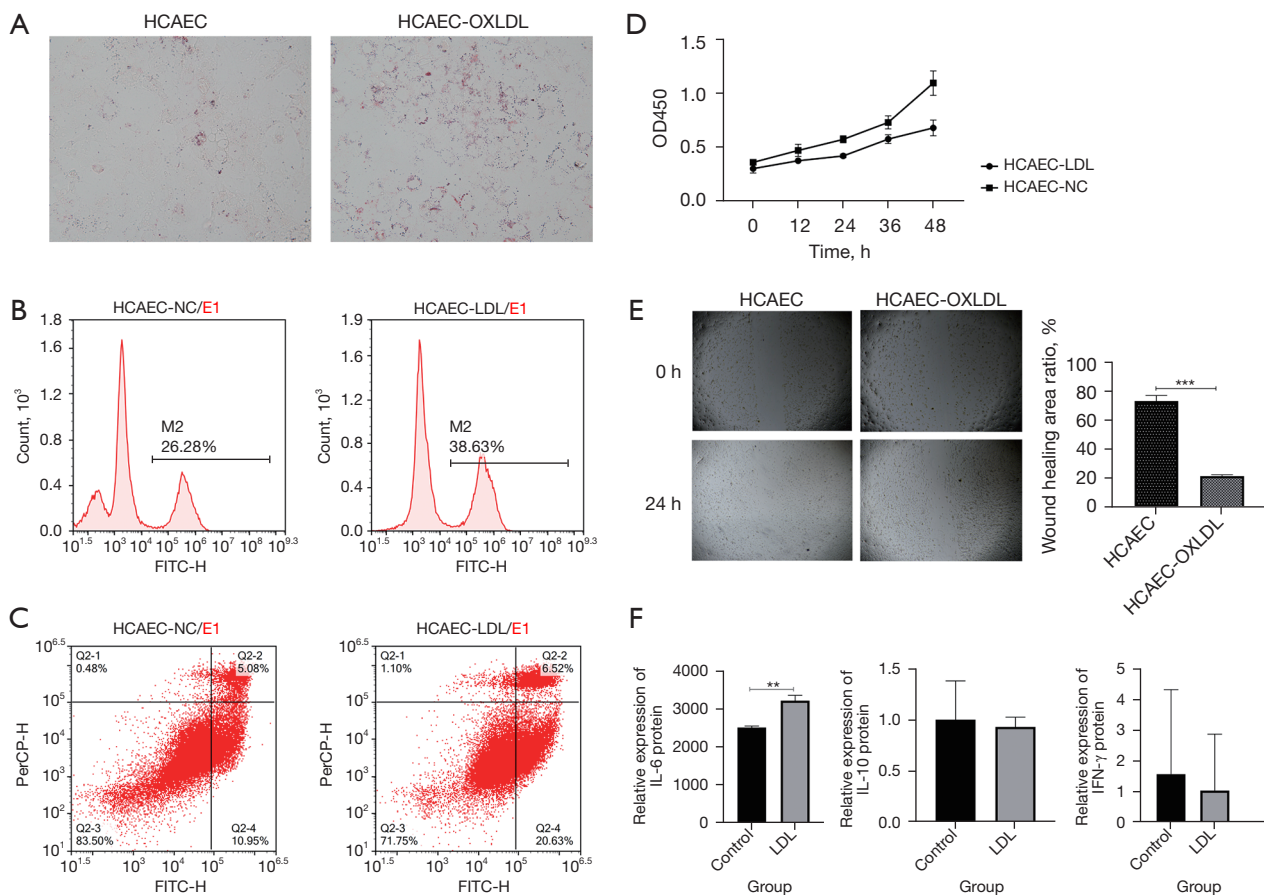 A
HCAEC
HCAEC-OXLDL
B
HCAEC-NC/E1
Count, 10³
1.9
1.6
1.2
0.8
0.4
0.0
M2
26.28%
10^1.5 10³ 10⁴ 10⁵ 10⁶ 10⁷ 10⁸ 10^9.3
FITC-H
HCAEC-LDL/E1
Count, 10³
1.9
1.6
1.2
0.8
0.4
0.0
M2
38.63%
10^1.5 10³ 10⁴ 10⁵ 10⁶ 10⁷ 10⁸ 10^9.3
FITC-H
C
HCAEC-NC/E1
PerCP-H
10^6.5
10⁵
10⁴
10³
10²
10¹
Q2-1
0.48%
Q2-2
5.08%
Q2-3
83.50%
Q2-4
10.95%
10^1.5 10³ 10⁴ 10⁵ 10^6.5
FITC-H
HCAEC-LDL/E1
PerCP-H
10^6.5
10⁵
10⁴
10³
10²
10¹
Q2-1
1.10%
Q2-2
6.52%
Q2-3
71.75%
Q2-4
20.63%
10^1.5 10³ 10⁴ 10⁵ 10^6.5
FITC-H
D
OD450
1.5
1.0
0.5
0.0
0 12 24 36 48
Time, h
HCAEC-LDL
HCAEC-NC
E
HCAEC
HCAEC-OXLDL
0 h
24 h
Wound healing area ratio, %
100
80
60
40
20
0
***
HCAEC
HCAEC-OXLDL
F
Relative expression of
IL-6 protein
4000
3000
2000
1000
0
**
Control
LDL
Group
Relative expression of
IL-10 protein
1.5
1.0
0.5
0.0
Control
LDL
Group
Relative expression of
IFN-γ protein
5
4
3
2
1
0
Control
LDL
Group